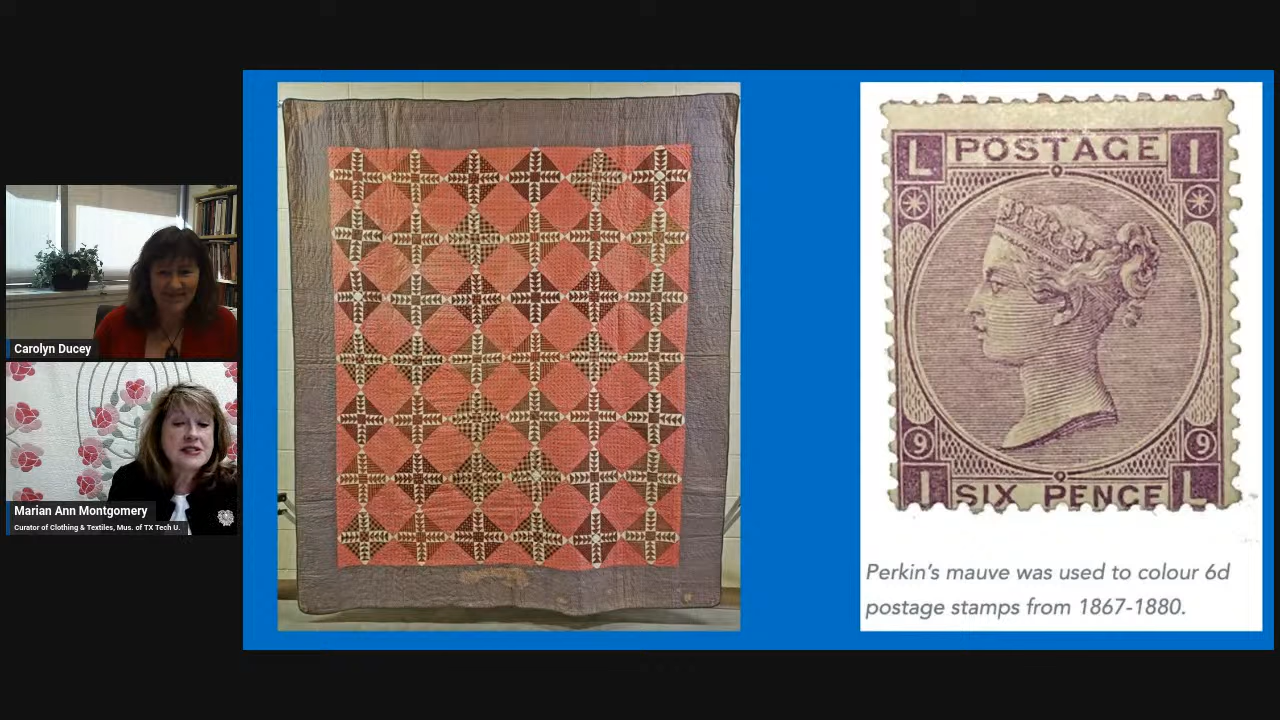 Carolyn Ducey
Marian Ann Montgomery
Curator of Clothing & Textiles, Mus. of TX Tech U.
L POSTAGE I
9 9
I SIX PENCE L
Perkin's mauve was used to colour 6d
postage stamps from 1867-1880.